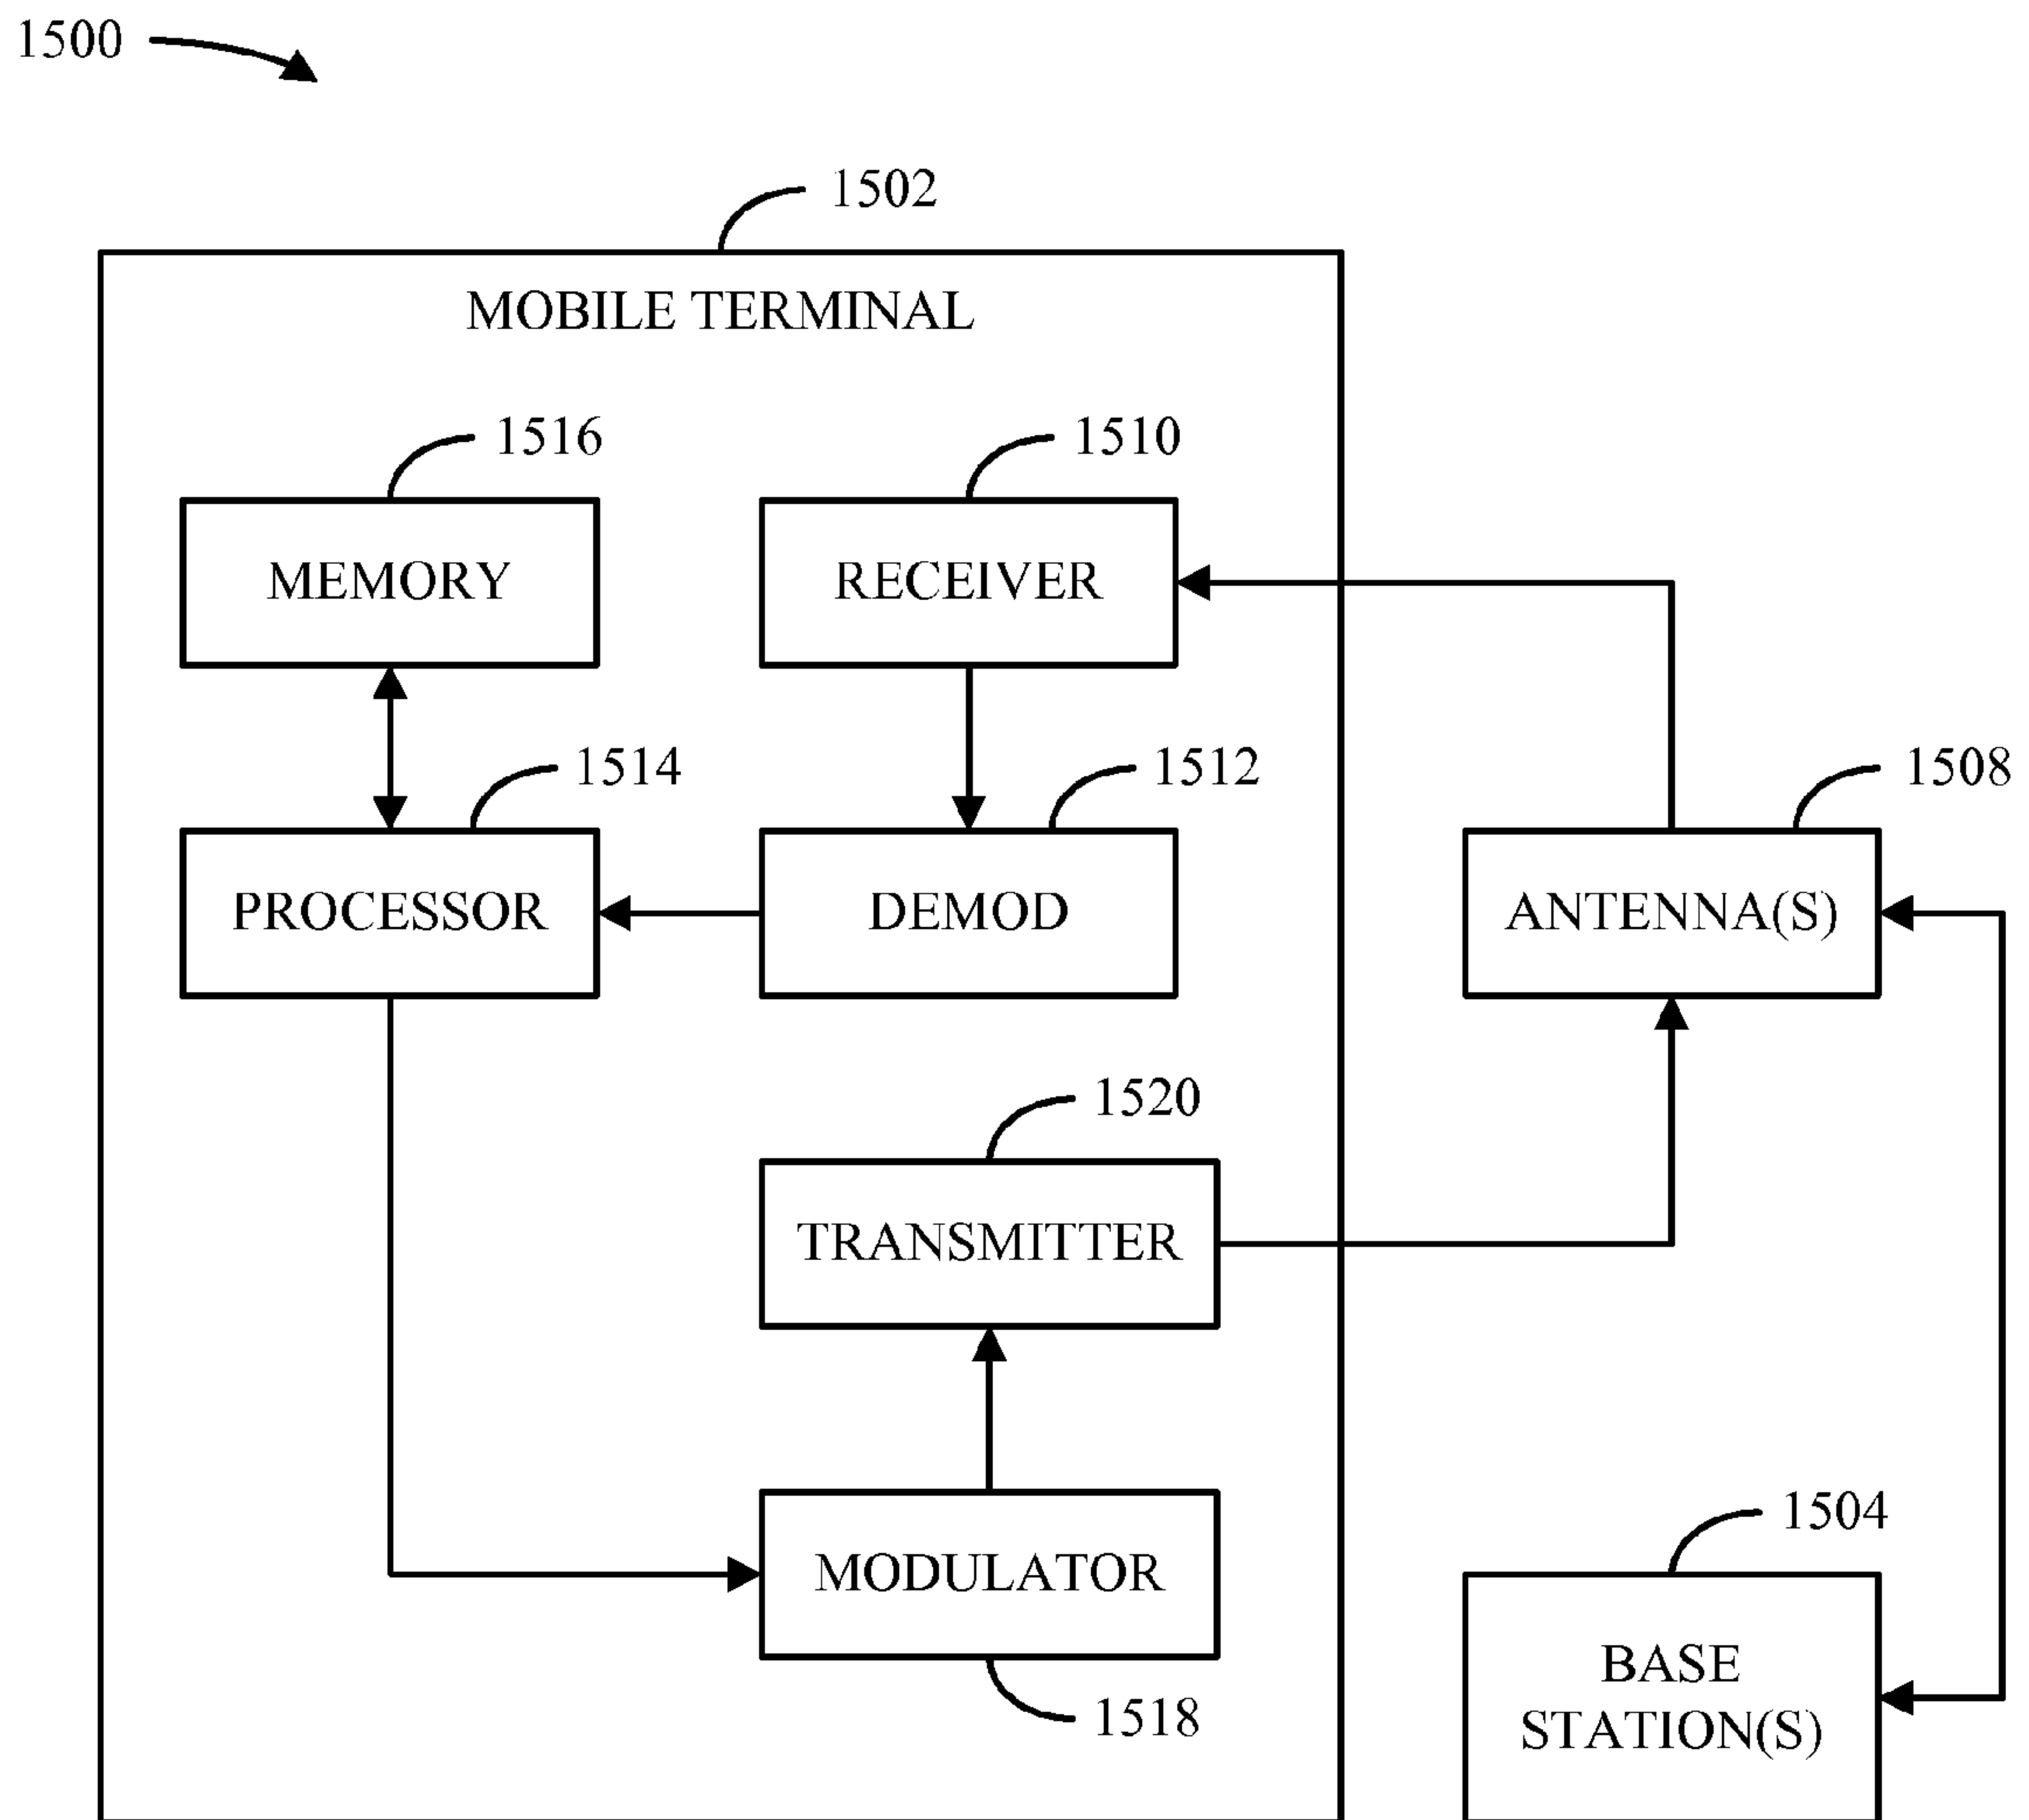 1500
1502
MOBILE TERMINAL
1516
1510
MEMORY
RECEIVER
1514
1512
1508
PROCESSOR
DEMOD
ANTENNA(S)
1520
TRANSMITTER
1504
MODULATOR
BASE
STATION(S)
1518